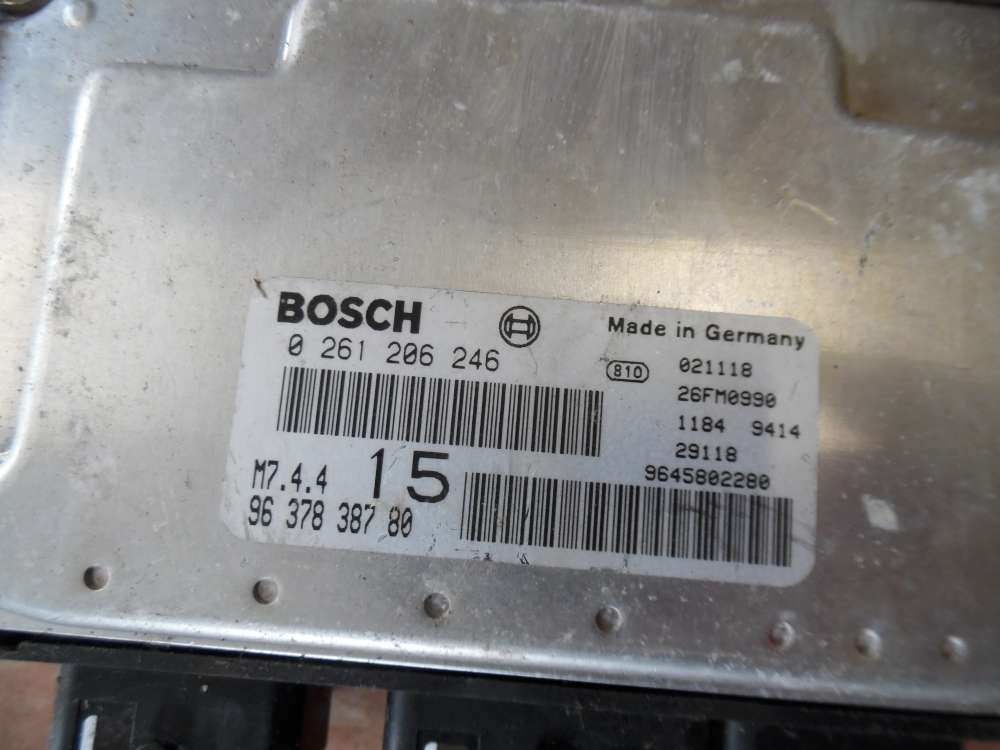 BOSCH
Made in Germany
0 261 206 246
810
021118
26FM0990
1184 9414
29118
9645802280
M7.4.4 15
96 378 387 80